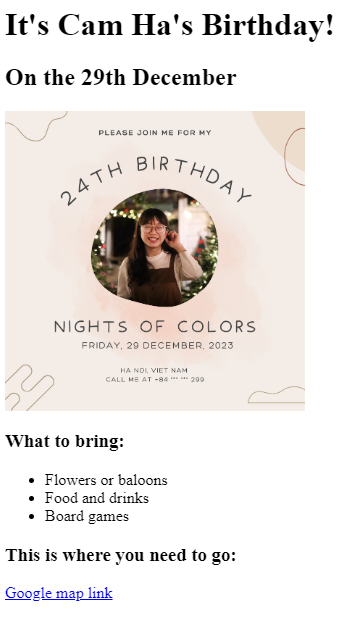 It's Cam Ha's Birthday!
On the 29th December
PLEASE JOIN ME FOR MY
24TH BIRTHDAY
NIGHTS OF COLORS
FRIDAY, 29 DECEMBER, 2023
HA NOI, VIET NAM
CALL ME AT +84 *** *** 299
What to bring:
Flowers or baloons
Food and drinks
Board games
This is where you need to go:
Google map link